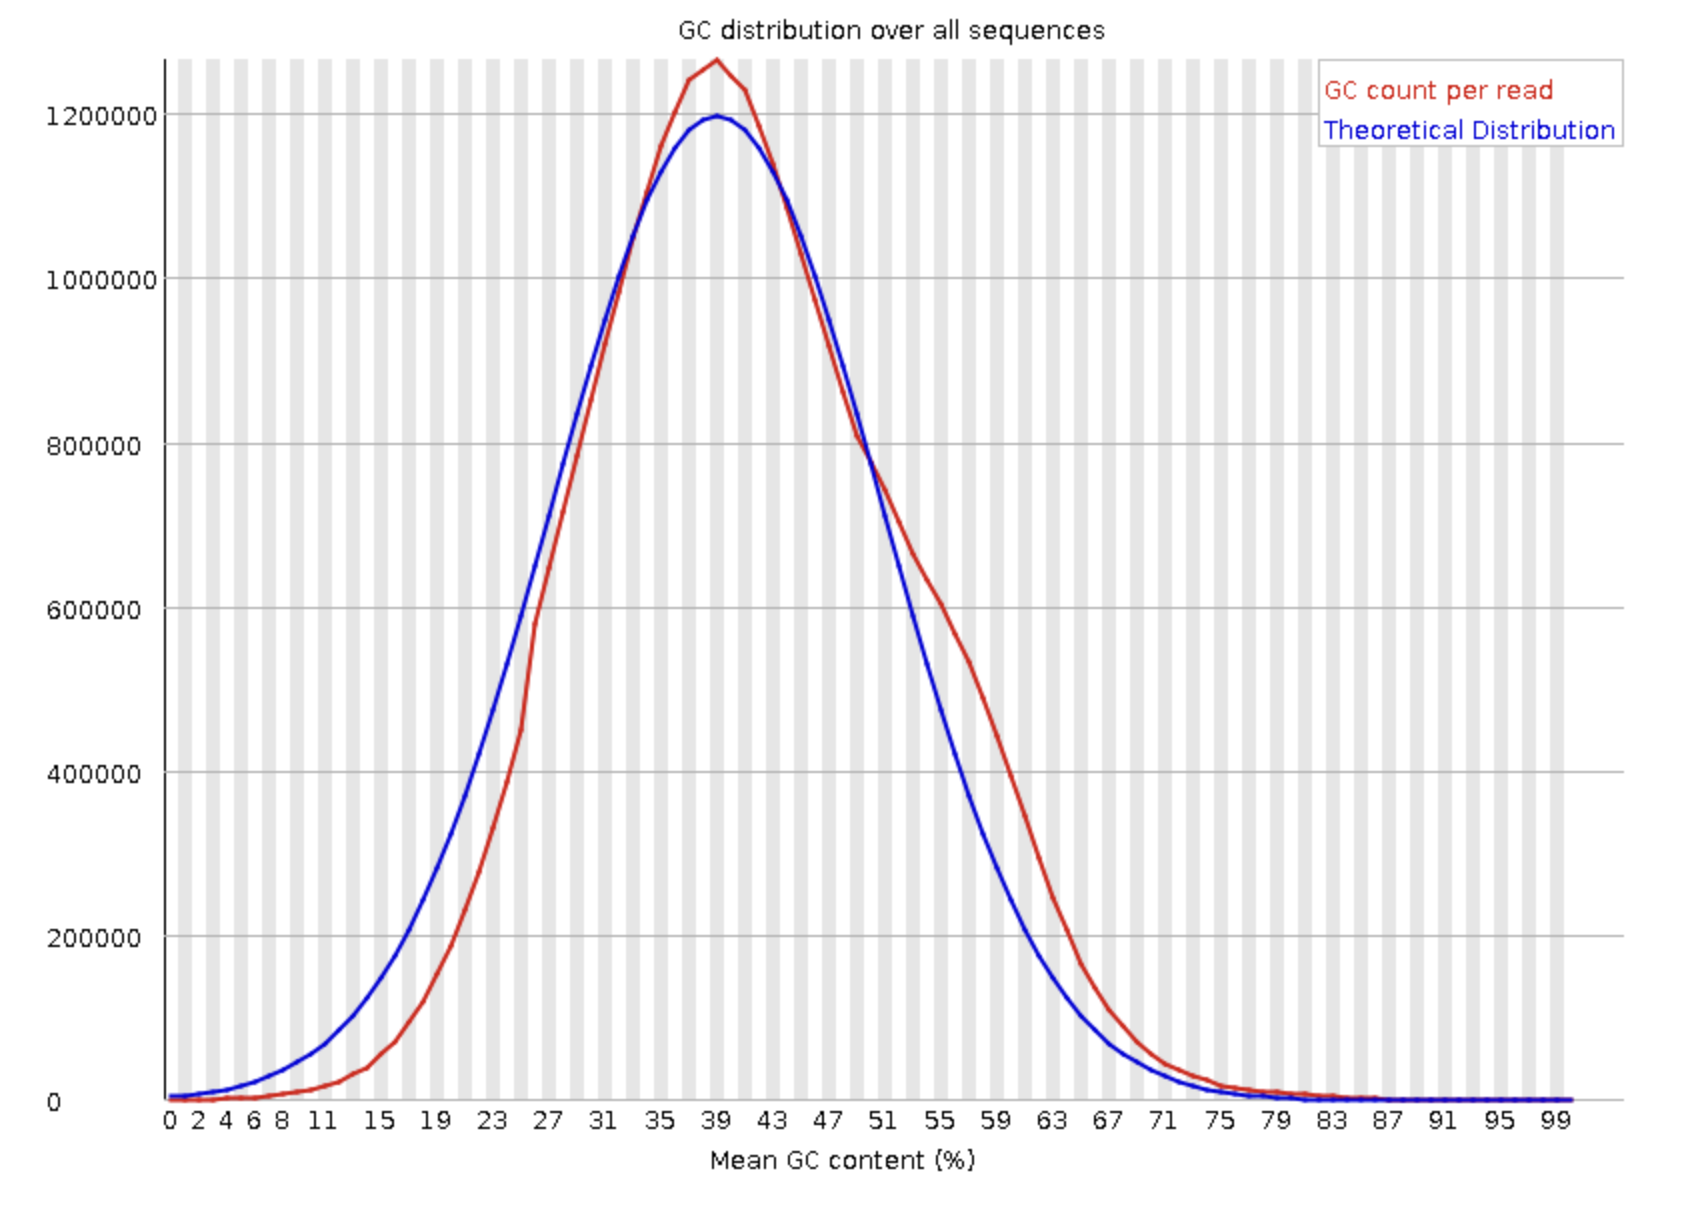 GC distribution over all sequences
GC count per read
Theoretical Distribution
1200000
1000000
800000
600000
400000
200000
0
0 2 4 6 8 11 15 19 23 27 31 35 39 43 47 51 55 59 63 67 71 75 79 83 87 91 95 99
Mean GC content (%)